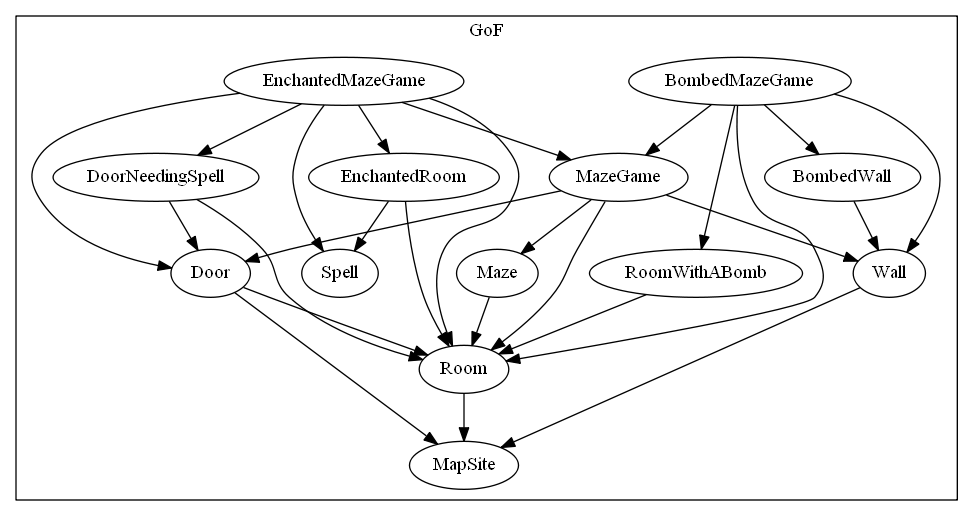 GoF
EnchantedMazeGame
BombedMazeGame
DoorNeedingSpell
EnchantedRoom
MazeGame
BombedWall
Door
Spell
Maze
RoomWithABomb
Wall
Room
MapSite